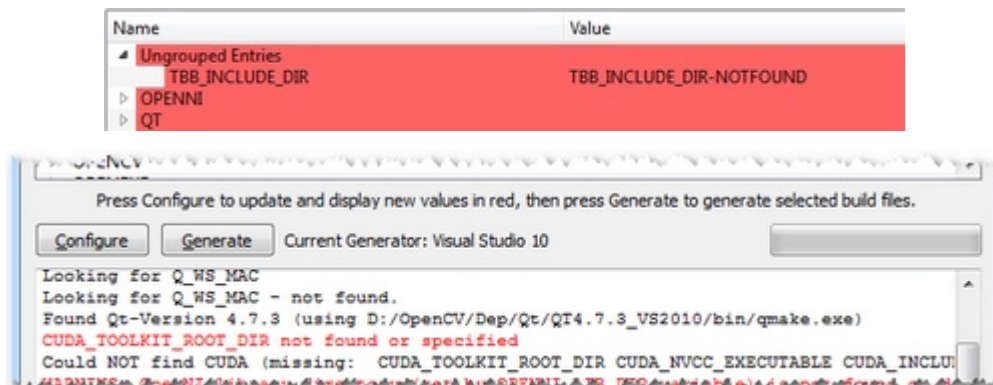 Name Value
Ungrouped Entries
TBB_INCLUDE_DIR TBB_INCLUDE_DIR-NOTFOUND
OPENNI
QT
Press Configure to update and display new values in red, then press Generate to generate selected build files.
Configure Generate Current Generator: Visual Studio 10
Looking for Q_WS_MAC
Looking for Q_WS_MAC - not found.
Found Qt-Version 4.7.3 (using D:/OpenCV/Dep/Qt/QT4.7.3_VS2010/bin/qmake.exe)
CUDA_TOOLKIT_ROOT_DIR not found or specified
Could NOT find CUDA (missing: CUDA_TOOLKIT_ROOT_DIR CUDA_NVCC_EXECUTABLE CUDA_INCLU